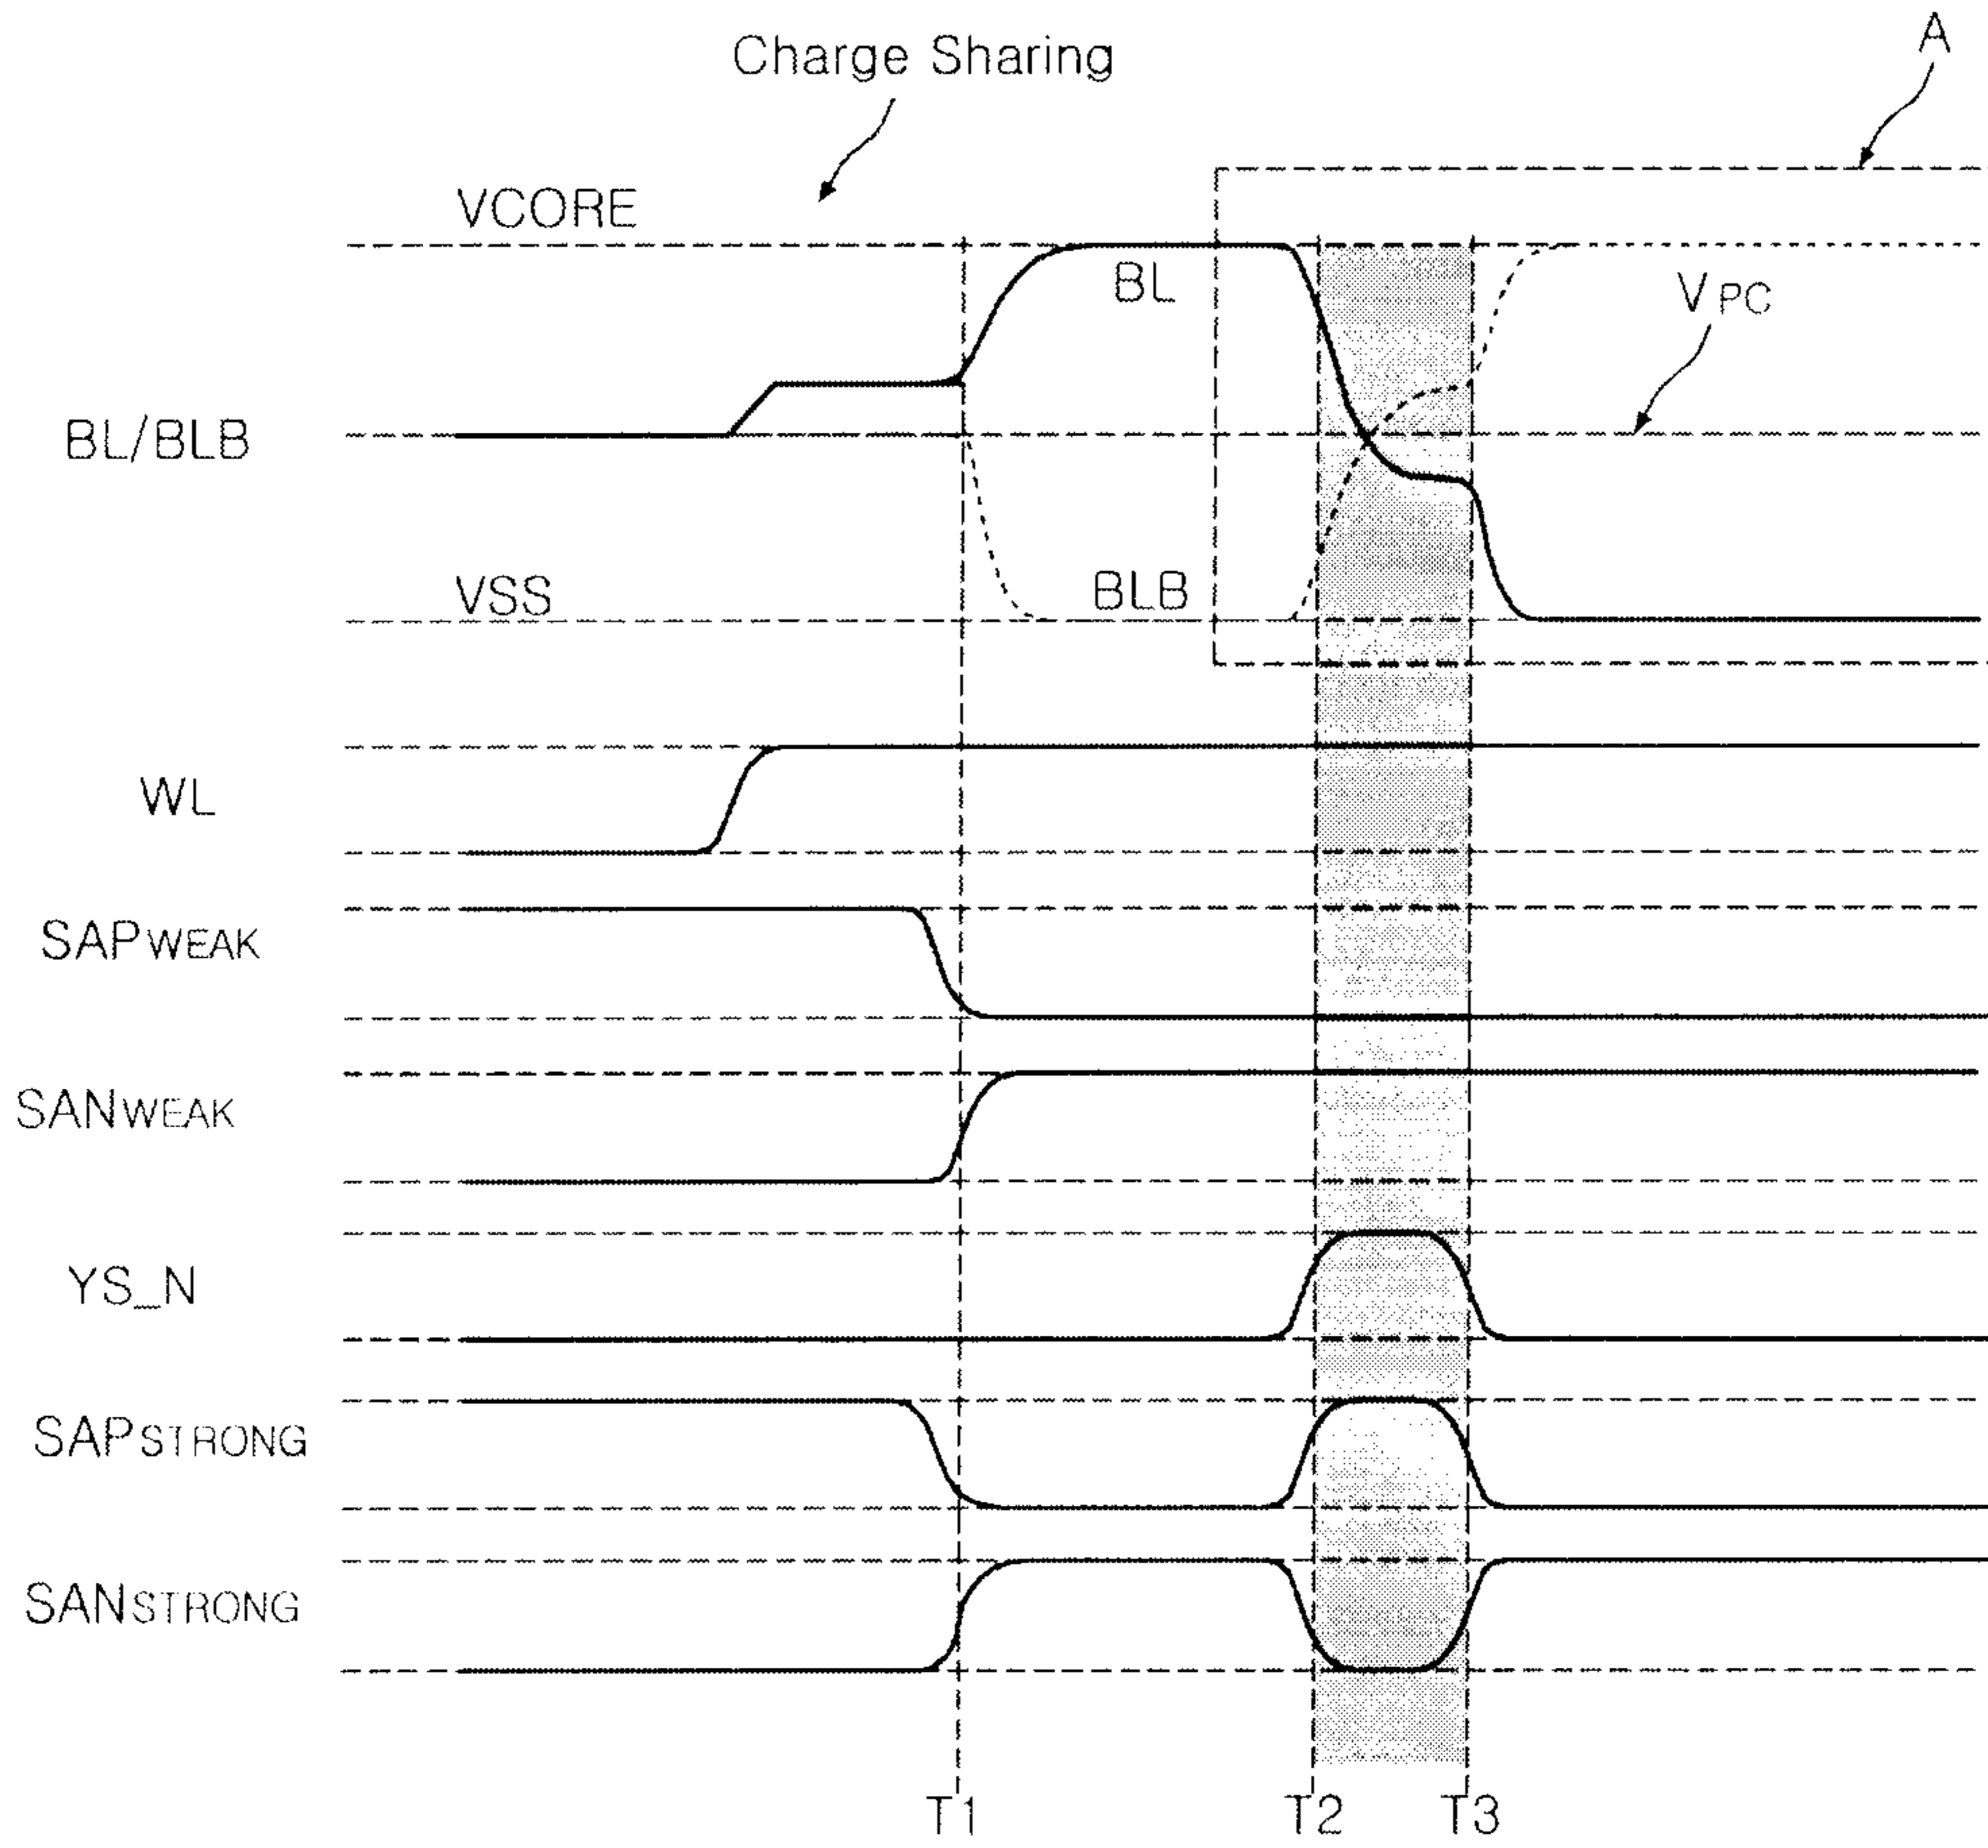 Charge Sharing
A
VCORE
BL
VPC
BL/BLB
VSS
BLB
WL
SAPWEAK
SANWEAK
YS_N
SAPSTRONG
SANSTRONG
T1 T2 T3